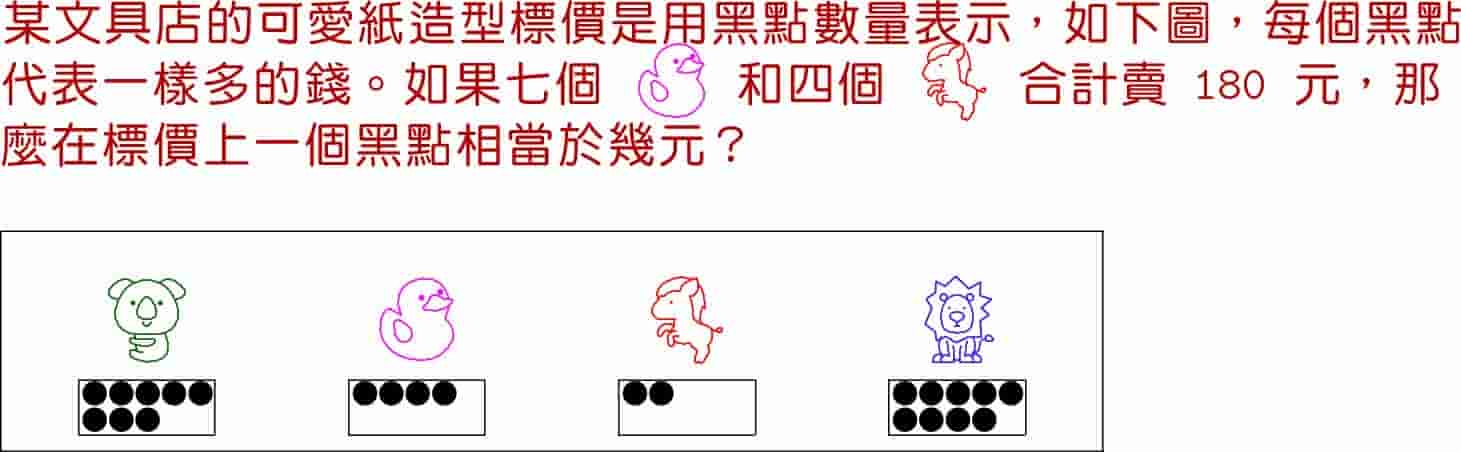 某文具店的可愛紙造型標價是用黑點數量表示，如下圖，每個黑點
代表一樣多的錢。如果七個 和四個 合計賣 180 元，那
麼在標價上一個黑點相當於幾元？